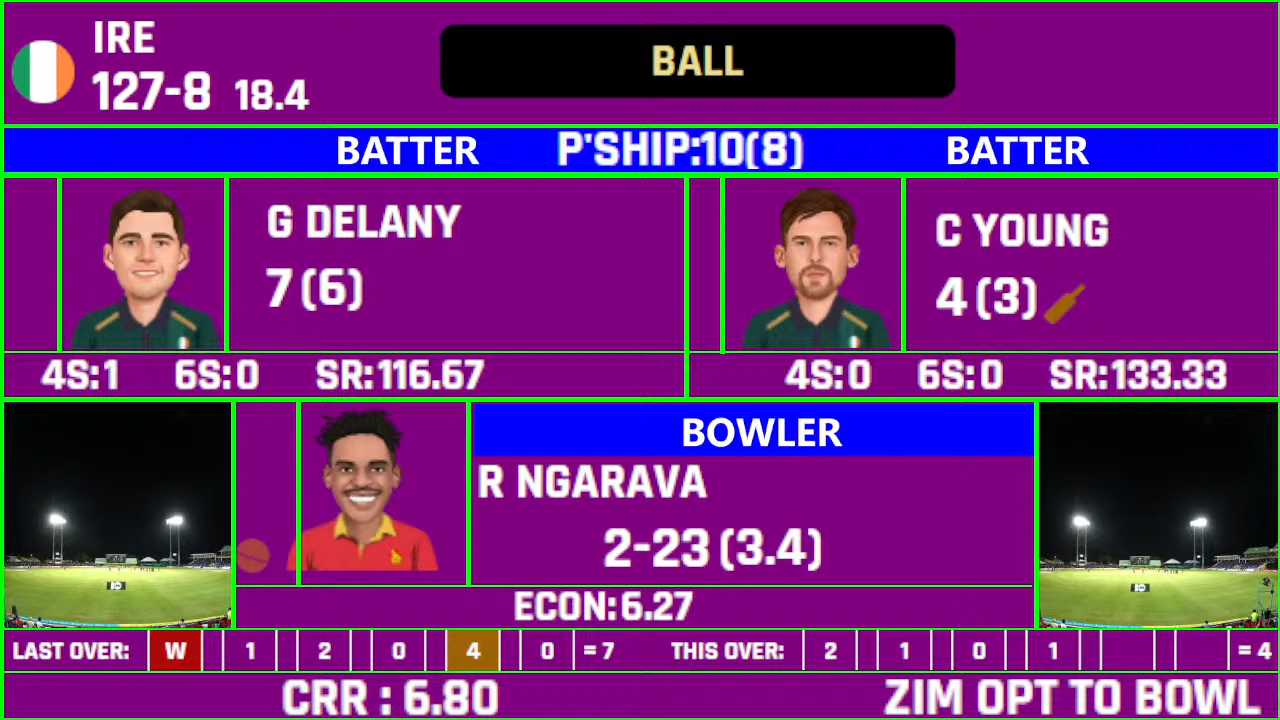 IRE
127-8 18.4
BALL
BATTER P'SHIP:10(8) BATTER
G DELANY
7(6)
C YOUNG
4(3)
4S:1 6S:0 SR:116.67
4S:0 6S:0 SR:133.33
BOWLER
R NGARAVA
2-23(3.4)
ECON:6.27
LAST OVER: W 1 2 0 4 0 =7 THIS OVER: 2 1 0 1 =4
CRR : 6.80 ZIM OPT TO BOWL